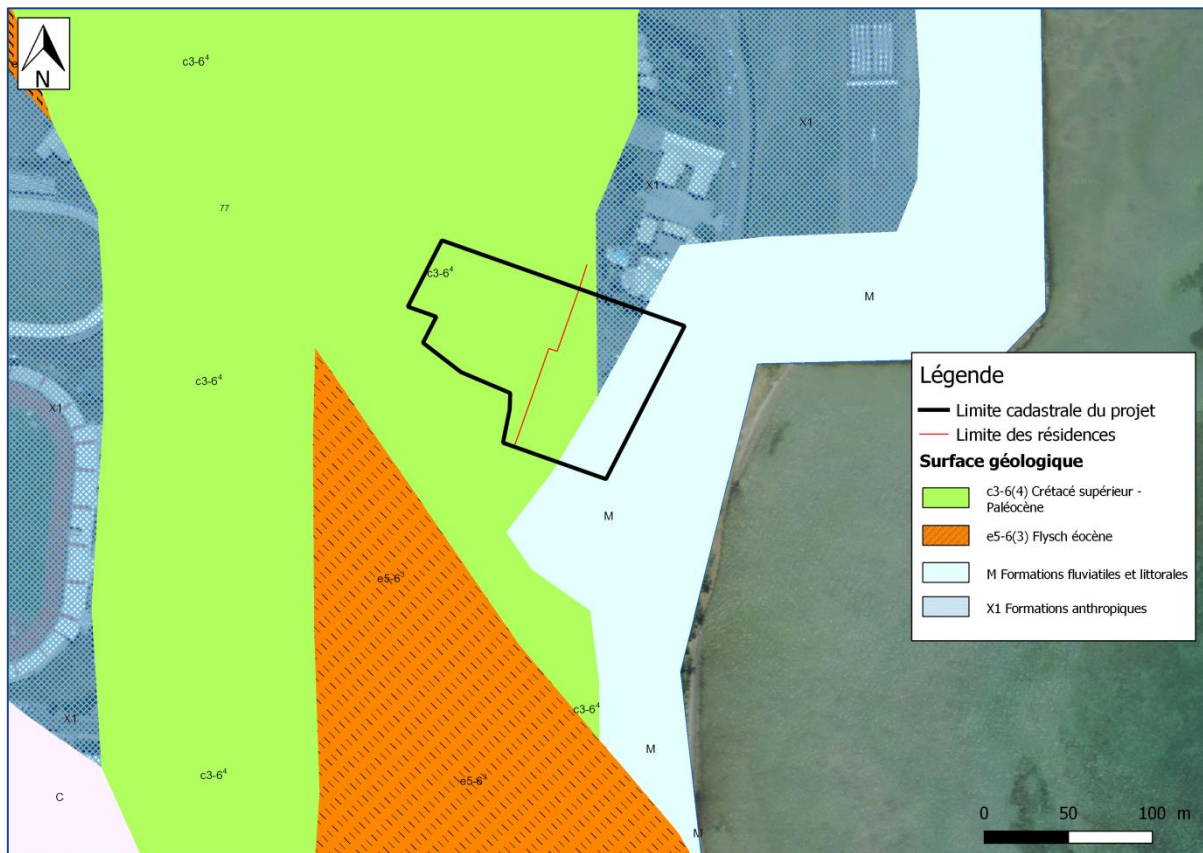 N
c3-6⁴
X1
X1
77
c3-6⁴
M
c3-6⁴
X1
M
e5-6³
c3-6⁴
X1
M
c3-6⁴
e5-6³
C
M
Légende
Limite cadastrale du projet
Limite des résidences
Surface géologique
c3-6(4) Crétacé supérieur -
Paléocène
e5-6(3) Flysch éocène
M Formations fluviatiles et littorales
X1 Formations anthropiques
0 50 100 m